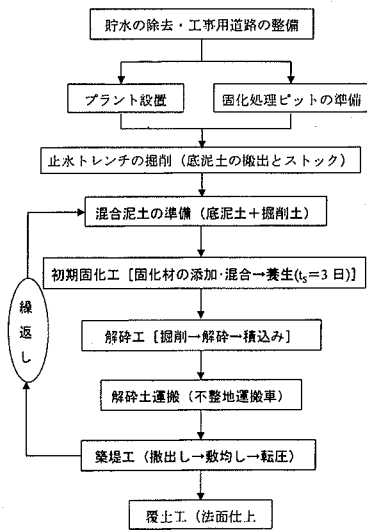 貯水の除去・工事用道路の整備
プラント設置
固化処理ピットの準備
止水トレンチの掘削（底泥土の搬出とストック）
混合泥土の準備（底泥土＋掘削土）
初期固化工［固化材の添加・混合→養生(ts＝3 日)］
繰返し
解砕工［掘削→解砕→積込み］
解砕土運搬（不整地運搬車）
築堤工（撒出し→敷均し→転圧）
覆土工（法面仕上